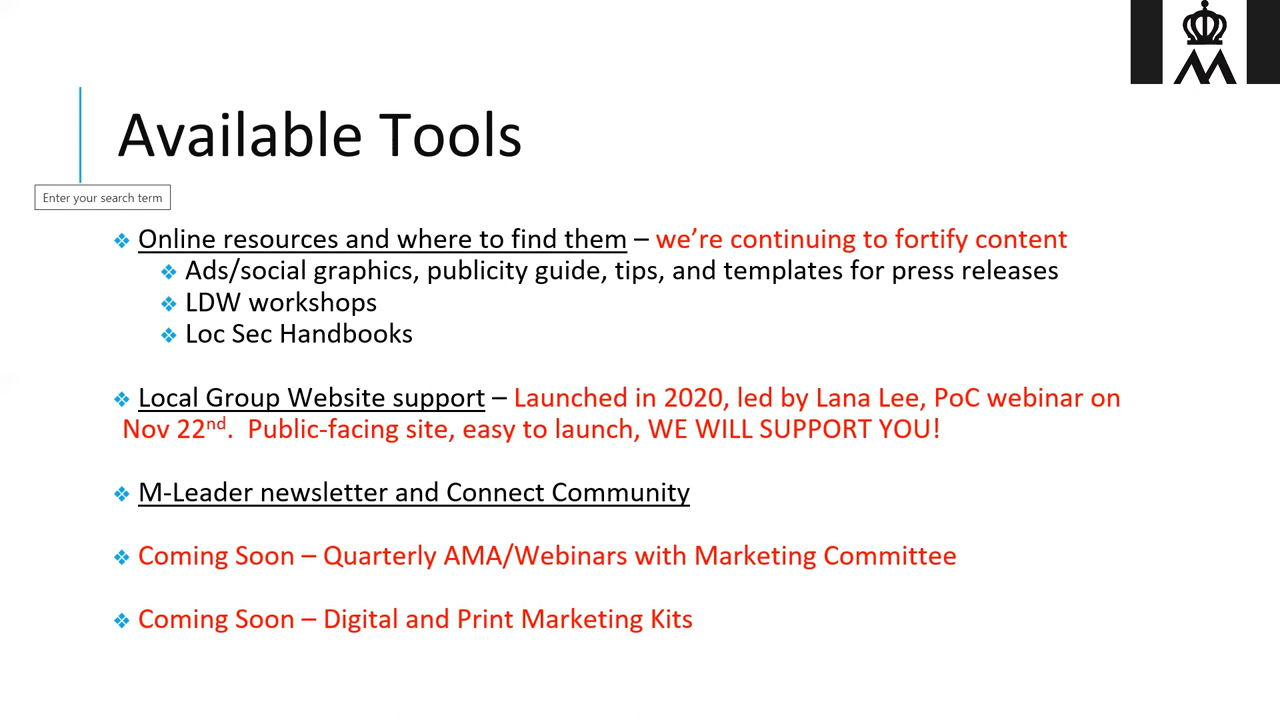 Available Tools
Enter your search term
❖ Online resources and where to find them – we’re continuing to fortify content
❖ Ads/social graphics, publicity guide, tips, and templates for press releases
❖ LDW workshops
❖ Loc Sec Handbooks
❖ Local Group Website support – Launched in 2020, led by Lana Lee, PoC webinar on
Nov 22nd.  Public-facing site, easy to launch, WE WILL SUPPORT YOU!
❖ M-Leader newsletter and Connect Community
❖ Coming Soon – Quarterly AMA/Webinars with Marketing Committee
❖ Coming Soon – Digital and Print Marketing Kits